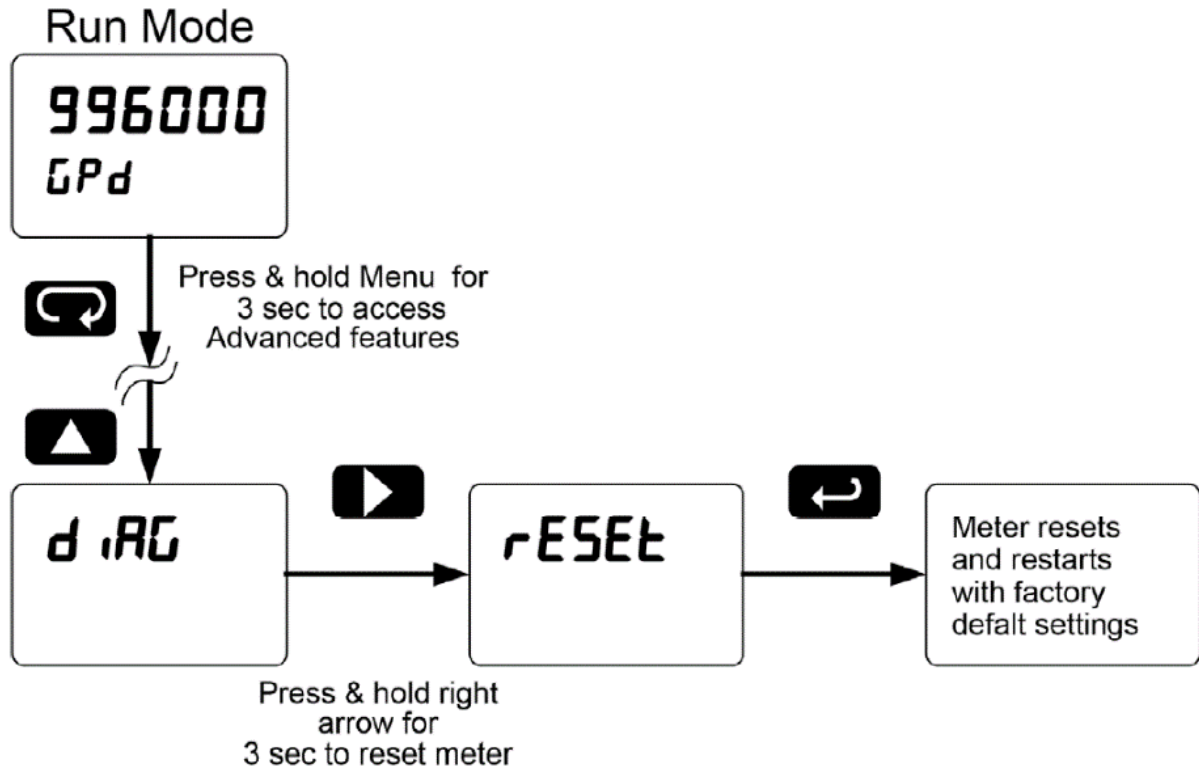 Run Mode
996000
GPd
Press & hold Menu for
3 sec to access
Advanced features
diAG
rESEt
Meter resets
and restarts
with factory
defalt settings
Press & hold right
arrow for
3 sec to reset meter